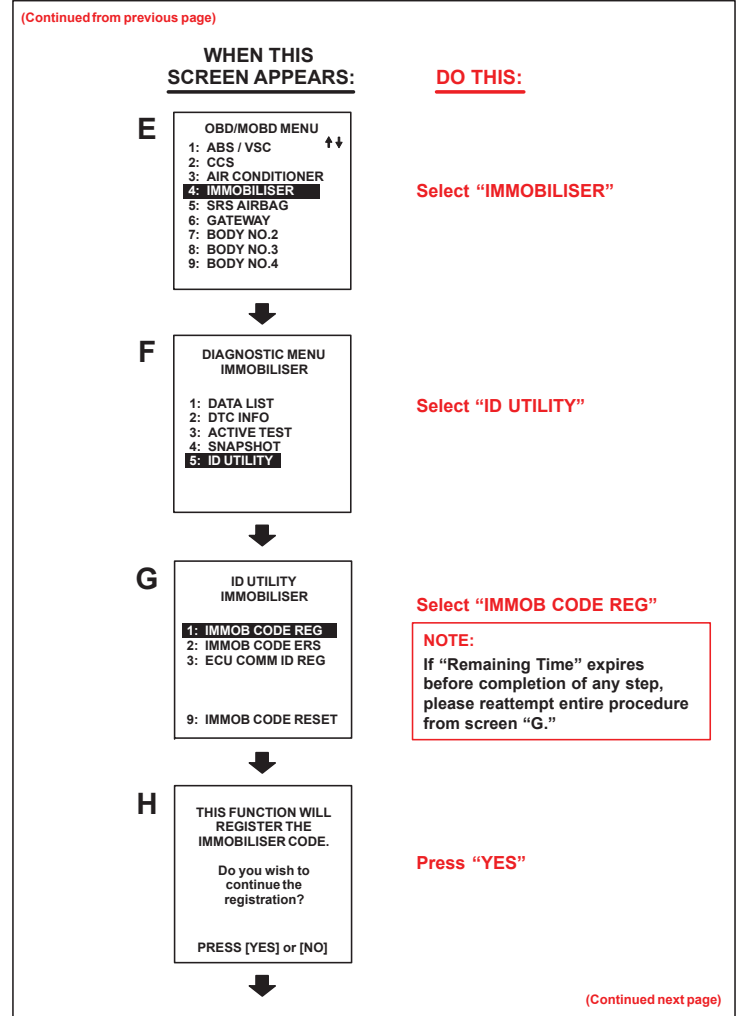 (Continued from previous page)
WHEN THIS
SCREEN APPEARS:
DO THIS:
E
OBD/MOBD MENU
1: ABS / VSC
2: CCS
3: AIR CONDITIONER
4: IMMOBILISER
5: SRS AIRBAG
6: GATEWAY
7: BODY NO.2
8: BODY NO.3
9: BODY NO.4
Select “IMMOBILISER”
F
DIAGNOSTIC MENU
IMMOBILISER
1: DATA LIST
2: DTC INFO
3: ACTIVE TEST
4: SNAPSHOT
5: ID UTILITY
Select “ID UTILITY”
G
ID UTILITY
IMMOBILISER
1: IMMOB CODE REG
2: IMMOB CODE ERS
3: ECU COMM ID REG
9: IMMOB CODE RESET
Select “IMMOB CODE REG”
NOTE:
If “Remaining Time” expires
before completion of any step,
please reattempt entire procedure
from screen “G.”
H
THIS FUNCTION WILL
REGISTER THE
IMMOBILISER CODE.
Do you wish to
continue the
registration?
PRESS [YES] or [NO]
Press “YES”
(Continued next page)